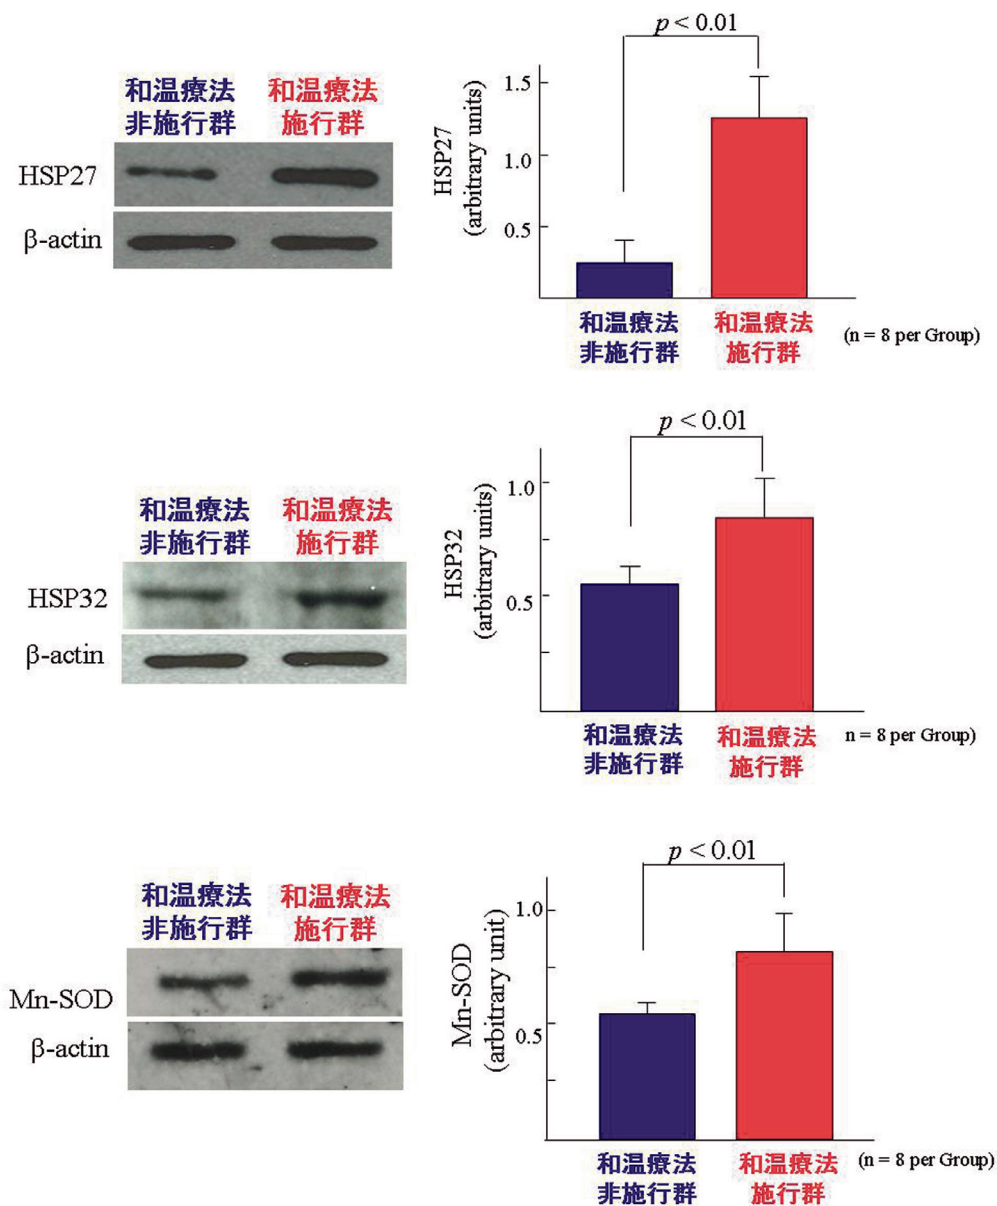 和温療法
非施行群
和温療法
施行群
HSP27
β-actin
p < 0.01
HSP27
(arbitrary units)
1.5
1.0
0.5
和温療法
非施行群
和温療法
施行群
(n = 8 per Group)
和温療法
非施行群
和温療法
施行群
HSP32
β-actin
p < 0.01
HSP32
(arbitrary units)
1.0
0.5
和温療法
非施行群
和温療法
施行群
n = 8 per Group)
和温療法
非施行群
和温療法
施行群
Mn-SOD
β-actin
p < 0.01
Mn-SOD
(arbitrary unit)
1.0
0.5
和温療法
非施行群
和温療法
施行群
(n = 8 per Group)